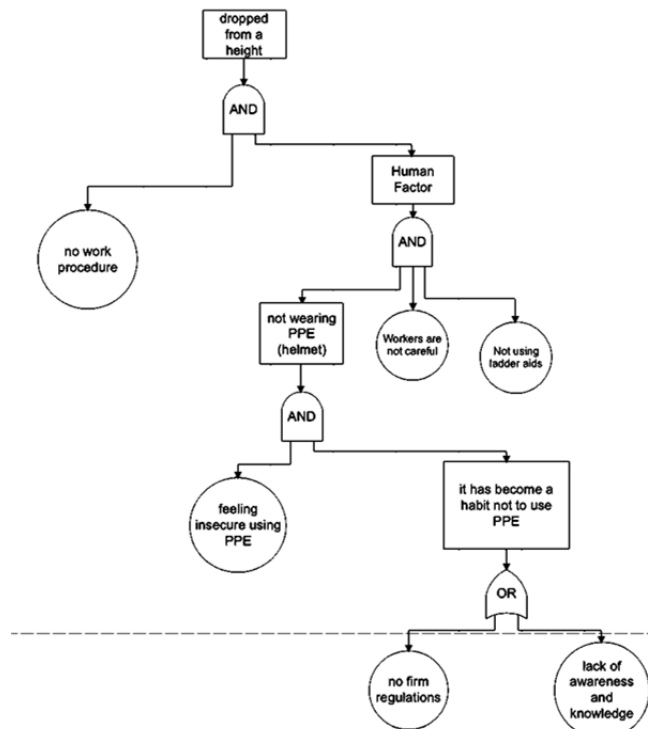 dropped
from a
height
AND
Human
Factor
no work
procedure
AND
not wearing
PPE
(helmet)
Workers are
not careful
Not using
ladder aids
AND
feeling
insecure using
PPE
it has become a
habit not to use
PPE
OR
no firm
regulations
lack of
awareness
and
knowledge